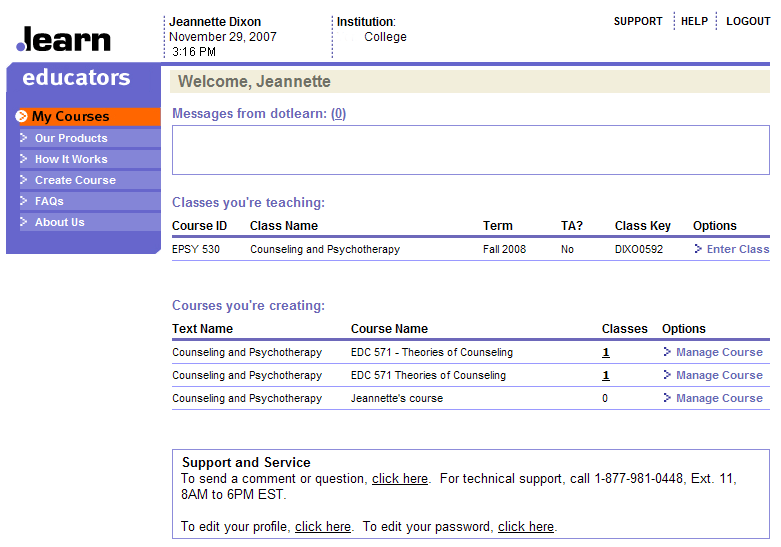 .learn
Jeannette Dixon
November 29, 2007
3:16 PM
Institution:
College
SUPPORT HELP LOGOUT
educators
My Courses
Our Products
How It Works
Create Course
FAQs
About Us
Welcome, Jeannette
Messages from dotlearn: (0)
Classes you're teaching:
Course ID Class Name Term TA? Class Key Options
EPSY 530 Counseling and Psychotherapy Fall 2008 No DIXO0592 Enter Class
Courses you're creating:
Text Name Course Name Classes Options
Counseling and Psychotherapy EDC 571 - Theories of Counseling 1 Manage Course
Counseling and Psychotherapy EDC 571 Theories of Counseling 1 Manage Course
Counseling and Psychotherapy Jeannette's course 0 Manage Course
Support and Service
To send a comment or question, click here. For technical support, call 1-877-981-0448, Ext. 11,
8AM to 6PM EST.
To edit your profile, click here. To edit your password, click here.